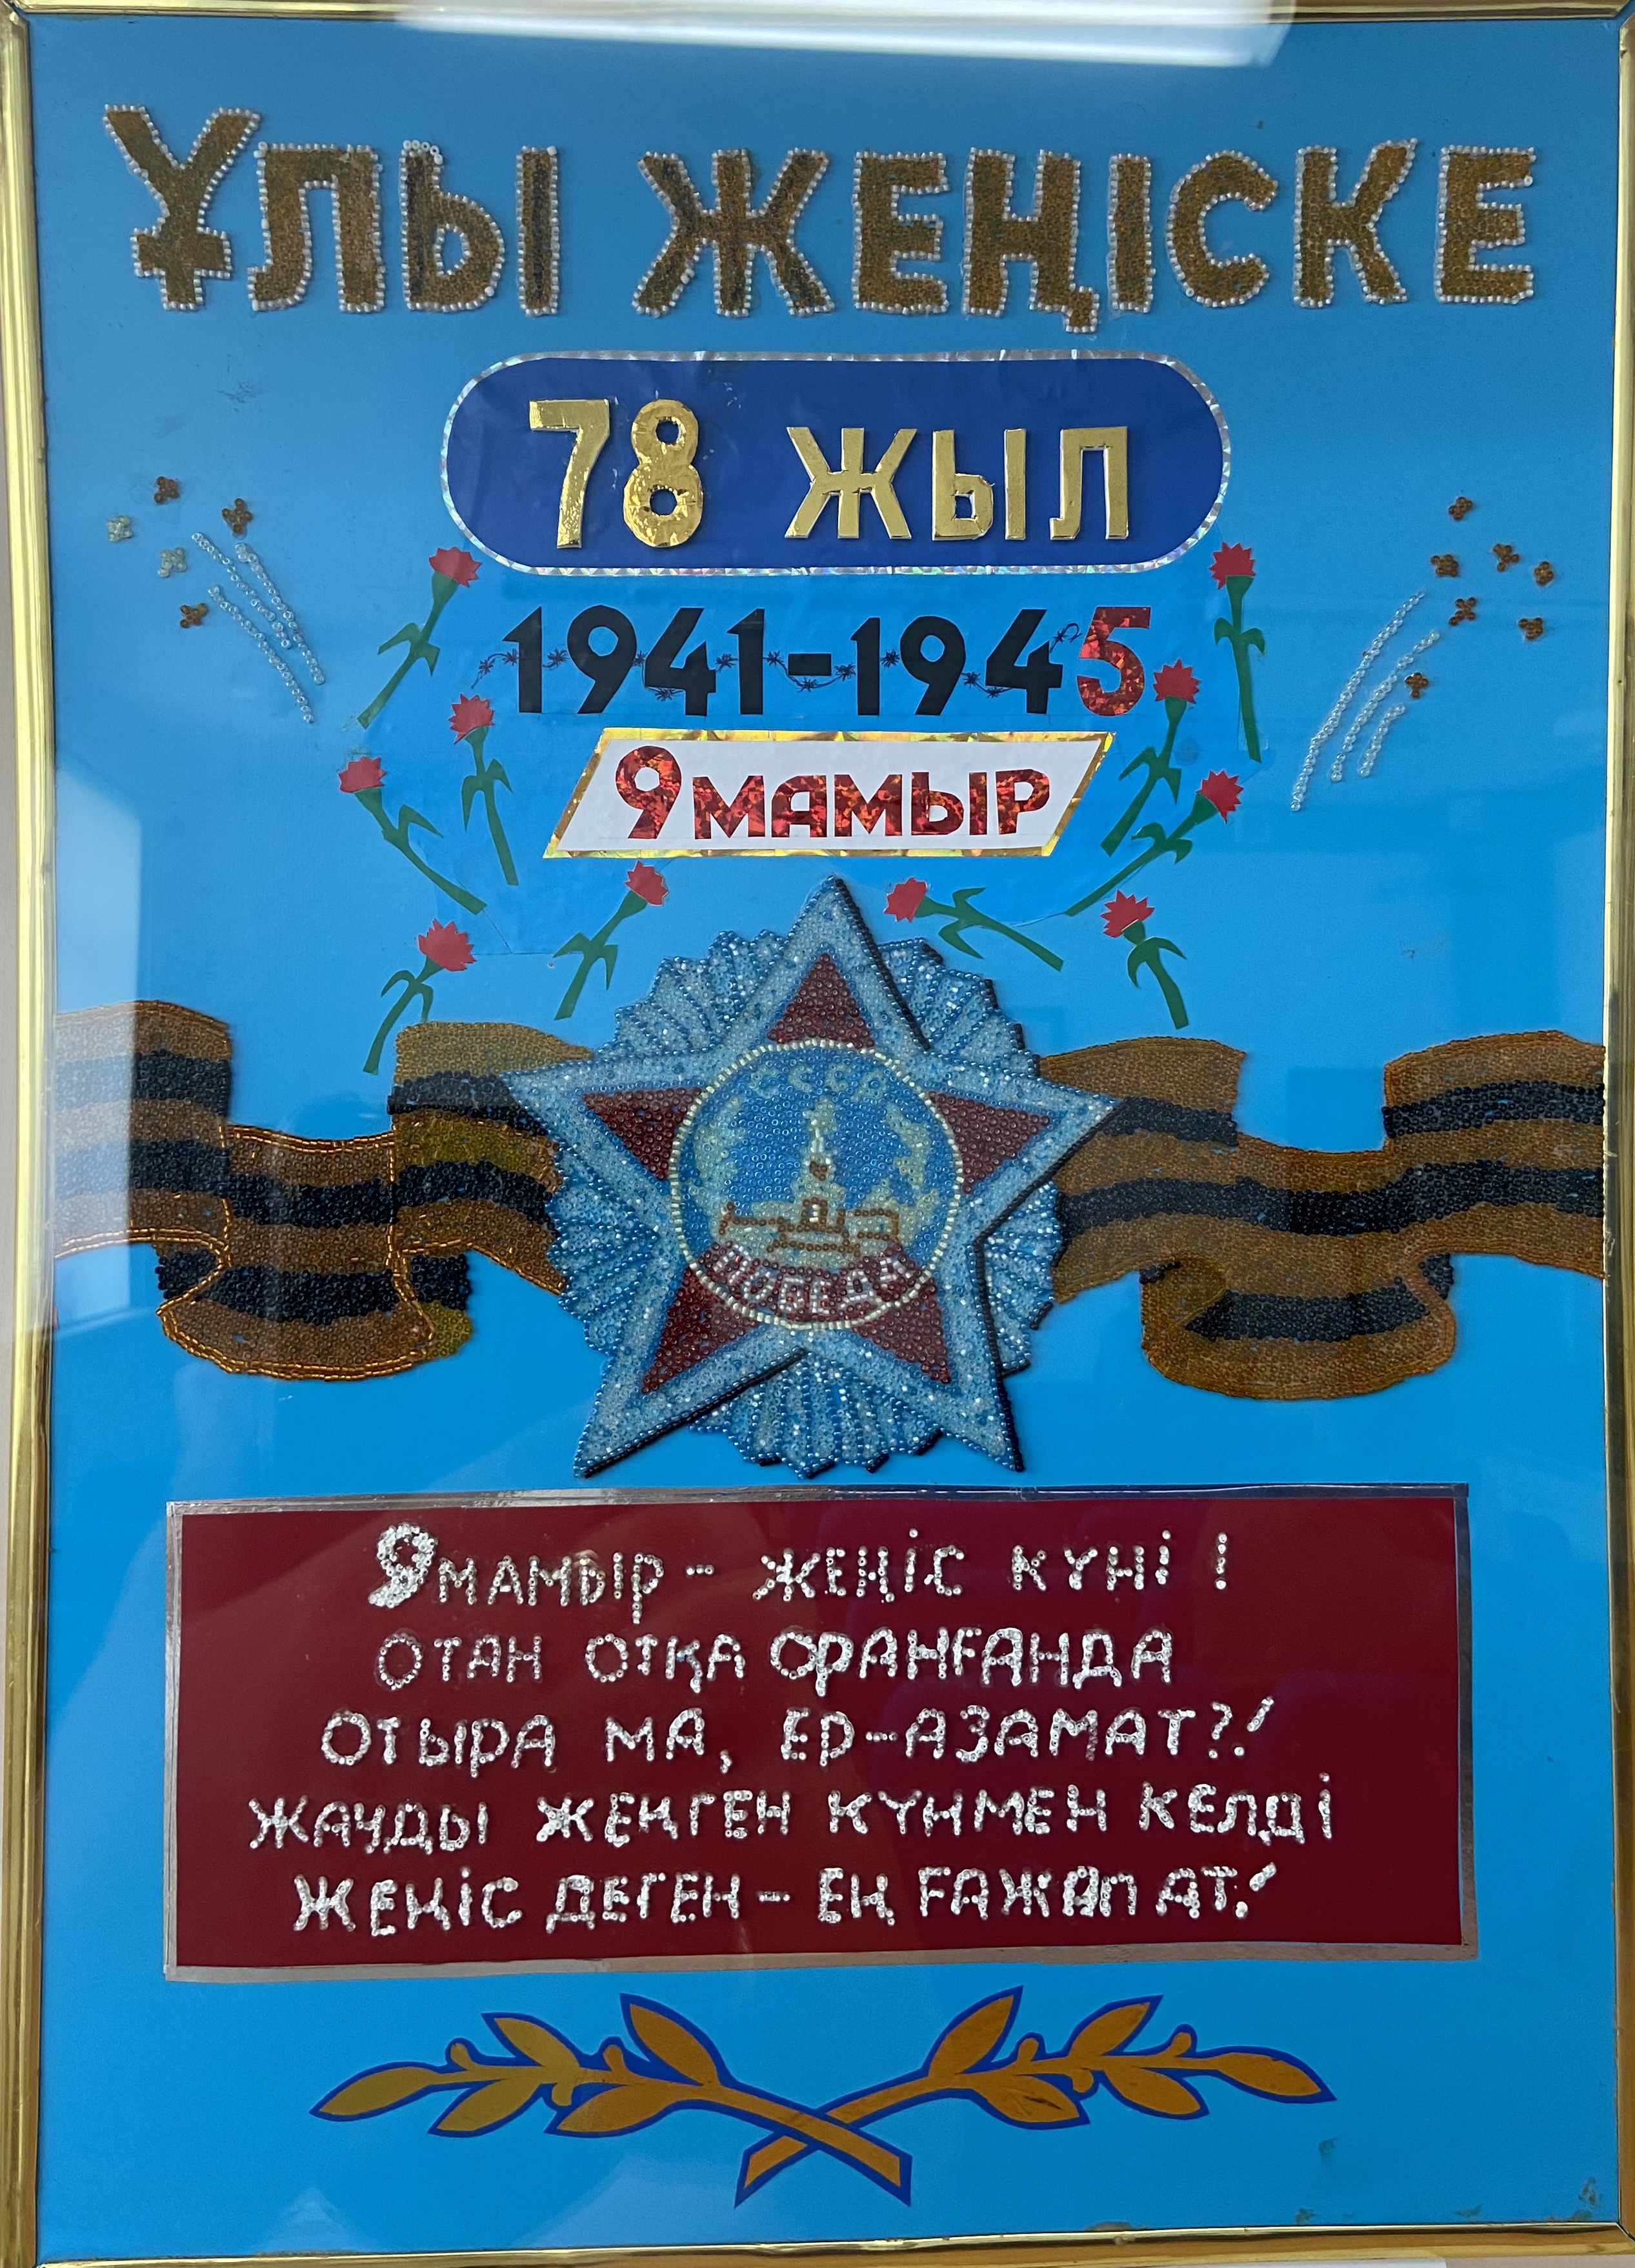 ҰЛЫ ЖЕҢІСКЕ
78 ЖЫЛ
1941-1945
9 МАМЫР
СССР
ПОБЕДА
9 МАМЫР - ЖЕҢІС КҮНІ !
ОТАН ОТҚА ОРАНҒАНДА
ОТЫРА МА, ЕР-АЗАМАТ?!
ЖАУДЫ ЖЕҢГЕН КҮНМЕН КЕЛДІ
ЖЕҢІС ДЕГЕН - ЕҢ ҒАЖАП АТ!